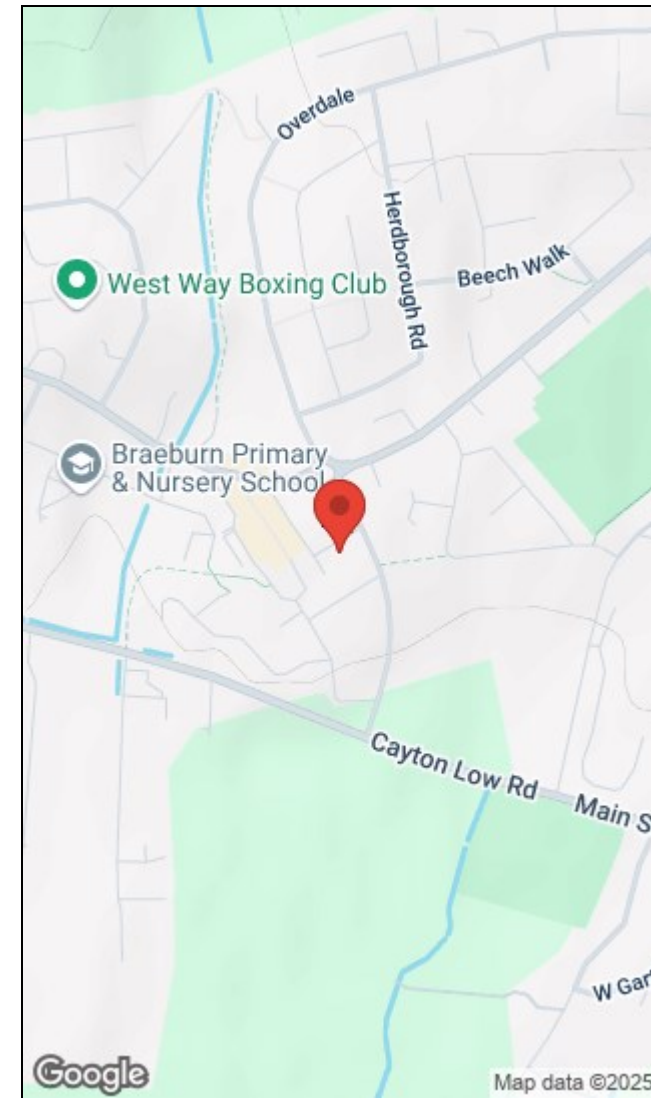 Overdale
Herdborough Rd
Beech Walk
West Way Boxing Club
Braeburn Primary
& Nursery School
Cayton Low Rd
Main S
W Gar
Google
Map data ©2025